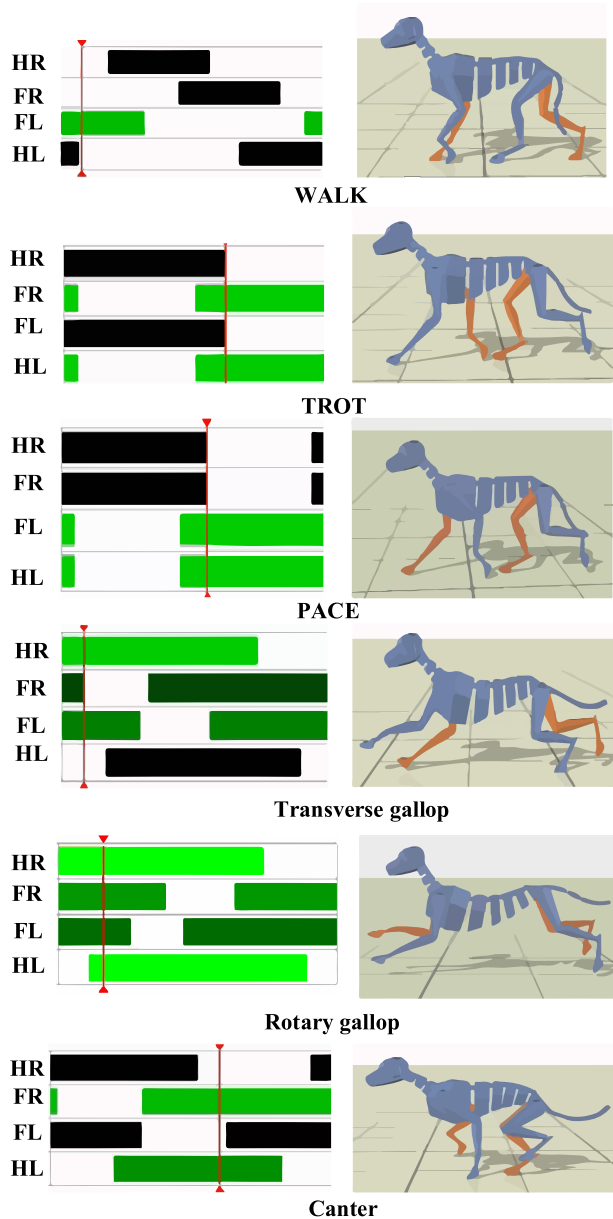 HR
FR
FL
HL
WALK
HR
FR
FL
HL
TROT
HR
FR
FL
HL
PACE
HR
FR
FL
HL
Transverse gallop
HR
FR
FL
HL
Rotary gallop
HR
FR
FL
HL
Canter